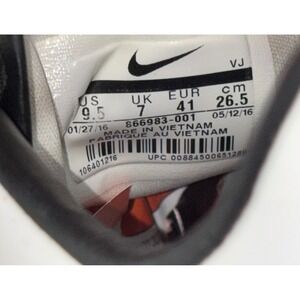 VJ
US UK EUR cm
9.5 7 41 26.5
01/27/16 05/12/16
866983-001
MADE IN VIETNAM
FABRIQUE AU VIETNAM
106401216
UPC